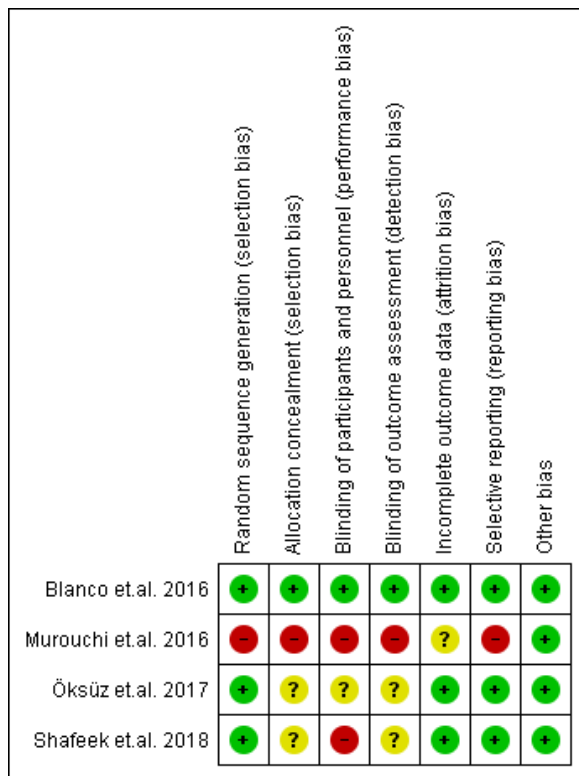 Random sequence generation (selection bias)
Allocation concealment (selection bias)
Blinding of participants and personnel (performance bias)
Blinding of outcome assessment (detection bias)
Incomplete outcome data (attrition bias)
Selective reporting (reporting bias)
Other bias
Blanco et.al. 2016 + + + + + + +
Murouchi et.al. 2016 - - - - ? - +
Öksüz et.al. 2017 + ? ? ? + + +
Shafeek et.al. 2018 + ? - ? + + +